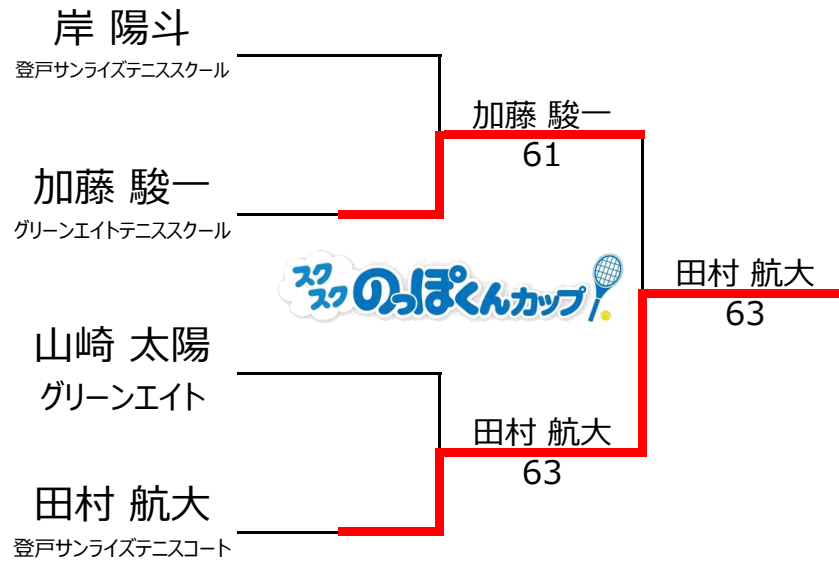 岸 陽斗
登戸サンライズテニススクール
加藤 駿一
61
加藤 駿一
グリーンエイトテニススクール
スク
スク のっぽくんカップ
田村 航大
63
山崎 太陽
グリーンエイト
田村 航大
63
田村 航大
登戸サンライズテニスコート